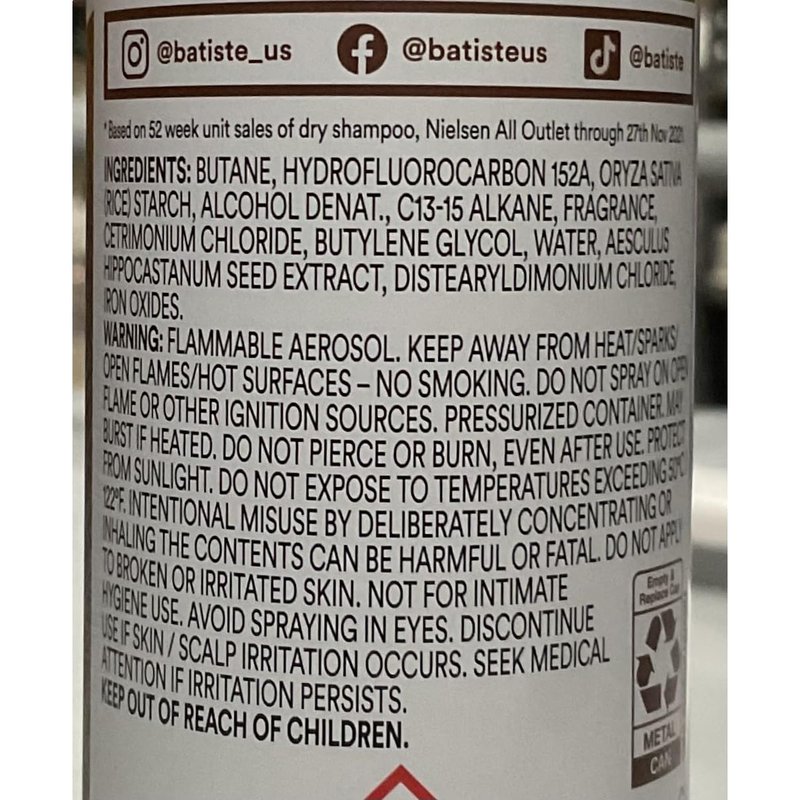 @batiste_us @batisteus @batiste
*Based on 52 week unit sales of dry shampoo, Nielsen All Outlet through 27th Nov 2021
INGREDIENTS: BUTANE, HYDROFLUOROCARBON 152A, ORYZA SATIVA
(RICE) STARCH, ALCOHOL DENAT., C13-15 ALKANE, FRAGRANCE,
CETRIMONIUM CHLORIDE, BUTYLENE GLYCOL, WATER, AESCULUS
HIPPOCASTANUM SEED EXTRACT, DISTEARYLDIMONIUM CHLORIDE,
IRON OXIDES.
WARNING: FLAMMABLE AEROSOL. KEEP AWAY FROM HEAT/SPARKS/
OPEN FLAMES/HOT SURFACES – NO SMOKING. DO NOT SPRAY ON OPEN
FLAME OR OTHER IGNITION SOURCES. PRESSURIZED CONTAINER. MAY
BURST IF HEATED. DO NOT PIERCE OR BURN, EVEN AFTER USE. PROTECT
FROM SUNLIGHT. DO NOT EXPOSE TO TEMPERATURES EXCEEDING 50°C/
122°F. INTENTIONAL MISUSE BY DELIBERATELY CONCENTRATING OR
INHALING THE CONTENTS CAN BE HARMFUL OR FATAL. DO NOT APPLY
TO BROKEN OR IRRITATED SKIN. NOT FOR INTIMATE
HYGIENE USE. AVOID SPRAYING IN EYES. DISCONTINUE
USE IF SKIN / SCALP IRRITATION OCCURS. SEEK MEDICAL
ATTENTION IF IRRITATION PERSISTS.
KEEP OUT OF REACH OF CHILDREN.
Empty &
Replace Cap
METAL
CAN